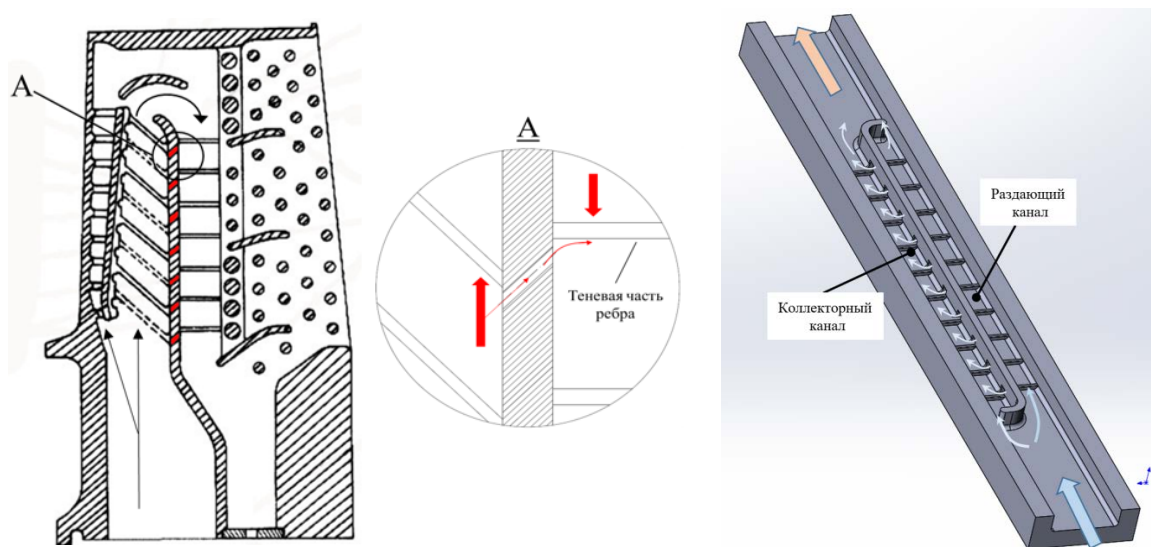 A
A
Теневая часть
ребра
Раздающий
канал
Коллекторный
канал